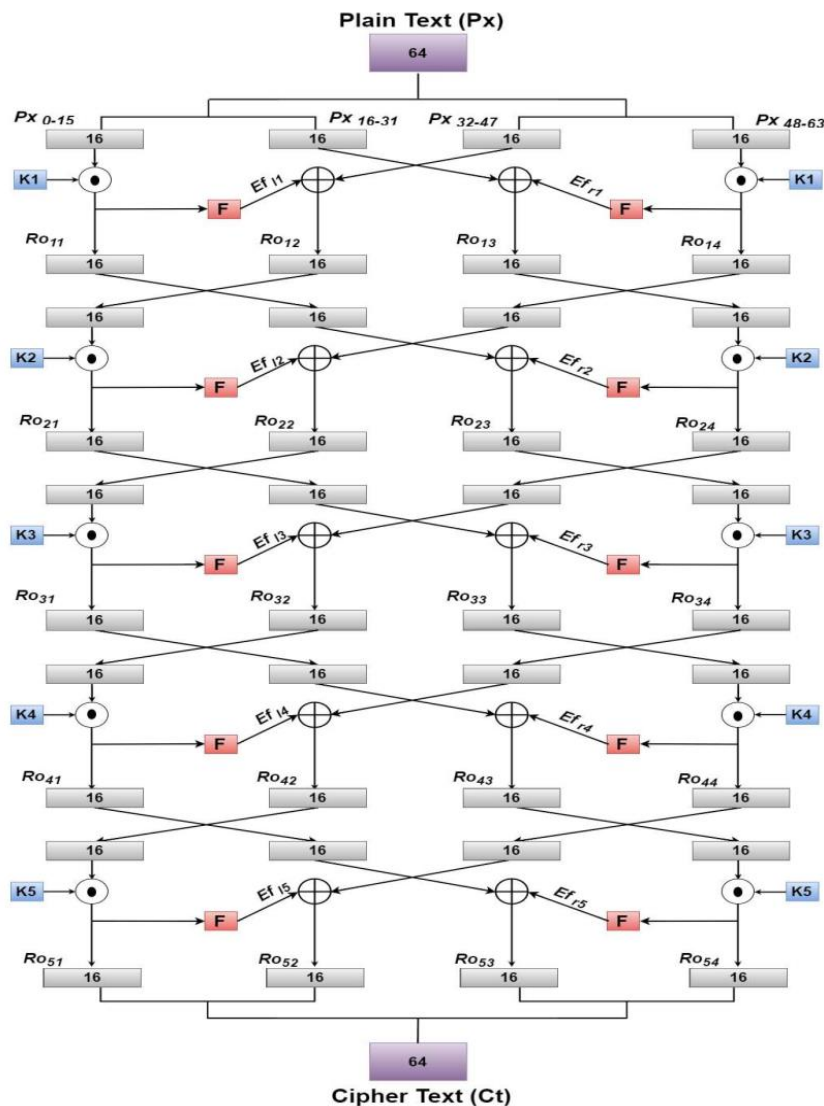 Plain Text (Px)
64
Px 0-15 Px 16-31 Px 32-47 Px 48-63
16 16 16 16
K1 Ef l1 Ef r1 K1
F F
Ro11 Ro12 Ro13 Ro14
16 16 16 16
16 16 16 16
K2 Ef l2 Ef r2 K2
F F
Ro21 Ro22 Ro23 Ro24
16 16 16 16
16 16 16 16
K3 Ef l3 Ef r3 K3
F F
Ro31 Ro32 Ro33 Ro34
16 16 16 16
16 16 16 16
K4 Ef l4 Ef r4 K4
F F
Ro41 Ro42 Ro43 Ro44
16 16 16 16
16 16 16 16
K5 Ef l5 Ef r5 K5
F F
Ro51 Ro52 Ro53 Ro54
16 16 16 16
64
Cipher Text (Ct)